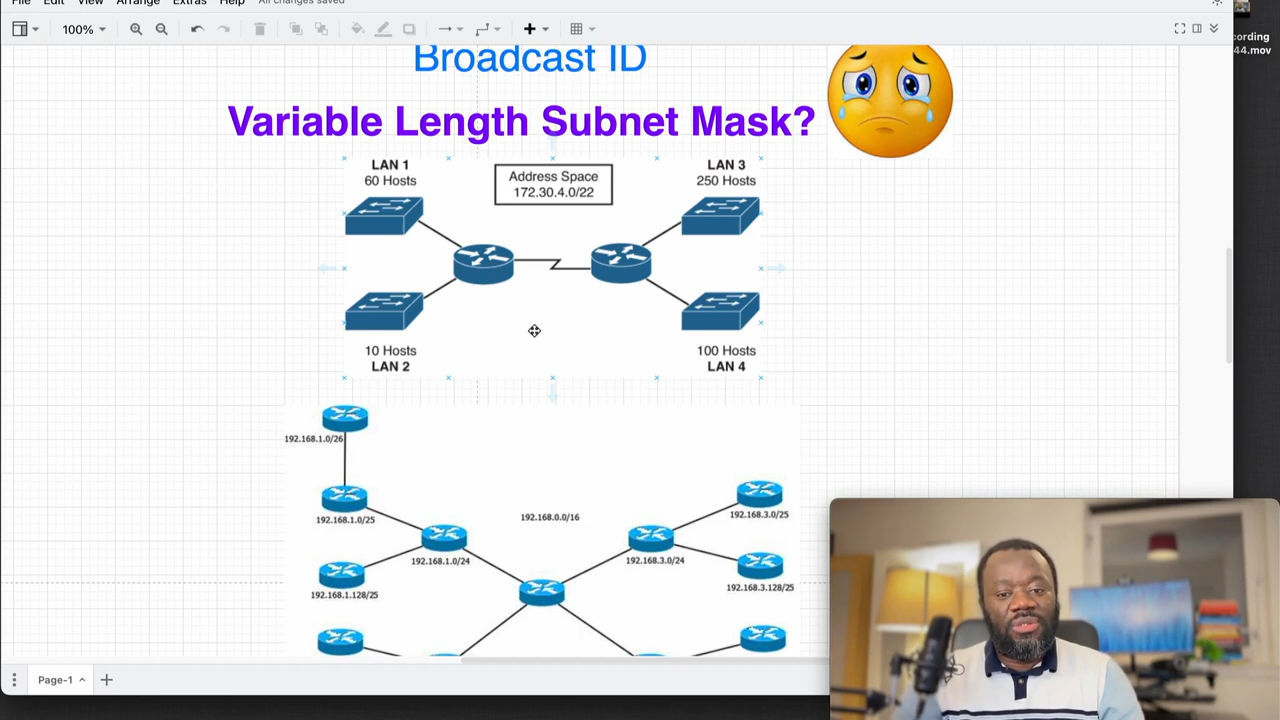 File Edit View Arrange Extras Help All changes saved
100%
ording
44.mov
Broadcast ID
Variable Length Subnet Mask?
LAN 1
60 Hosts
Address Space
172.30.4.0/22
LAN 3
250 Hosts
10 Hosts
LAN 2
100 Hosts
LAN 4
192.168.1.0/26
192.168.1.0/25
192.168.0.0/16
192.168.3.0/25
192.168.1.0/24
192.168.3.0/24
192.168.1.128/25
192.168.3.128/25
Page-1